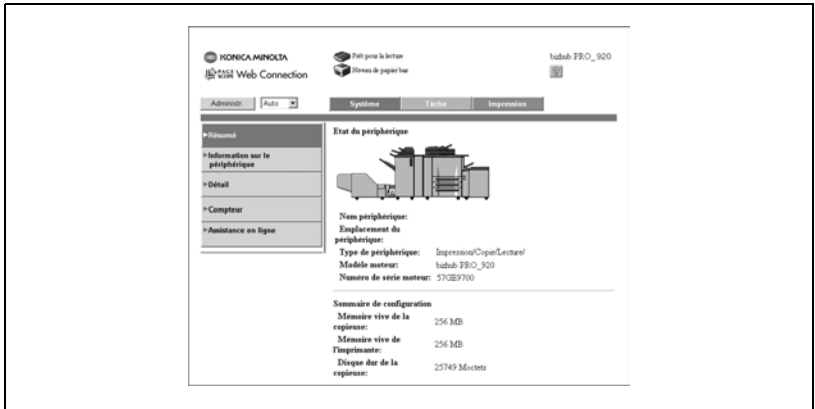 KONICA MINOLTA
PAGE SCOPE Web Connection
Prêt pour la lecture
Niveau de papier bas
bizhub PRO_920
?
Administr. Auto
Système Tâche Impression
Résumé
Information sur le
périphérique
Détail
Compteur
Assistance en ligne
Etat du périphérique
Nom périphérique:
Emplacement du
périphérique:
Type de périphérique: Impression/Copie/Lecture/
Modèle moteur: bizhub PRO_920
Numéro de série moteur: 57GE9700
Sommaire de configuration
Mémoire vive de la
copieuse: 256 MB
Mémoire vive de
l'imprimante: 256 MB
Disque dur de la
copieuse: 25749 Moctets